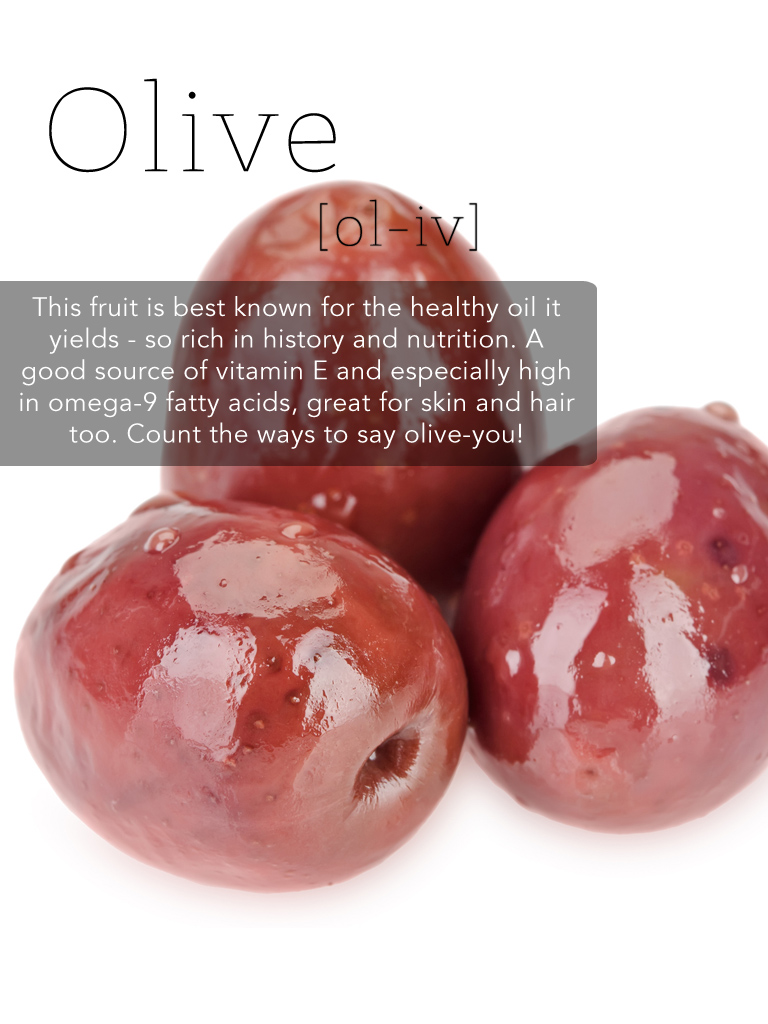 Olive
[ol-iv]
This fruit is best known for the healthy oil it
yields - so rich in history and nutrition. A
good source of vitamin E and especially high
in omega-9 fatty acids, great for skin and hair
too. Count the ways to say olive-you!